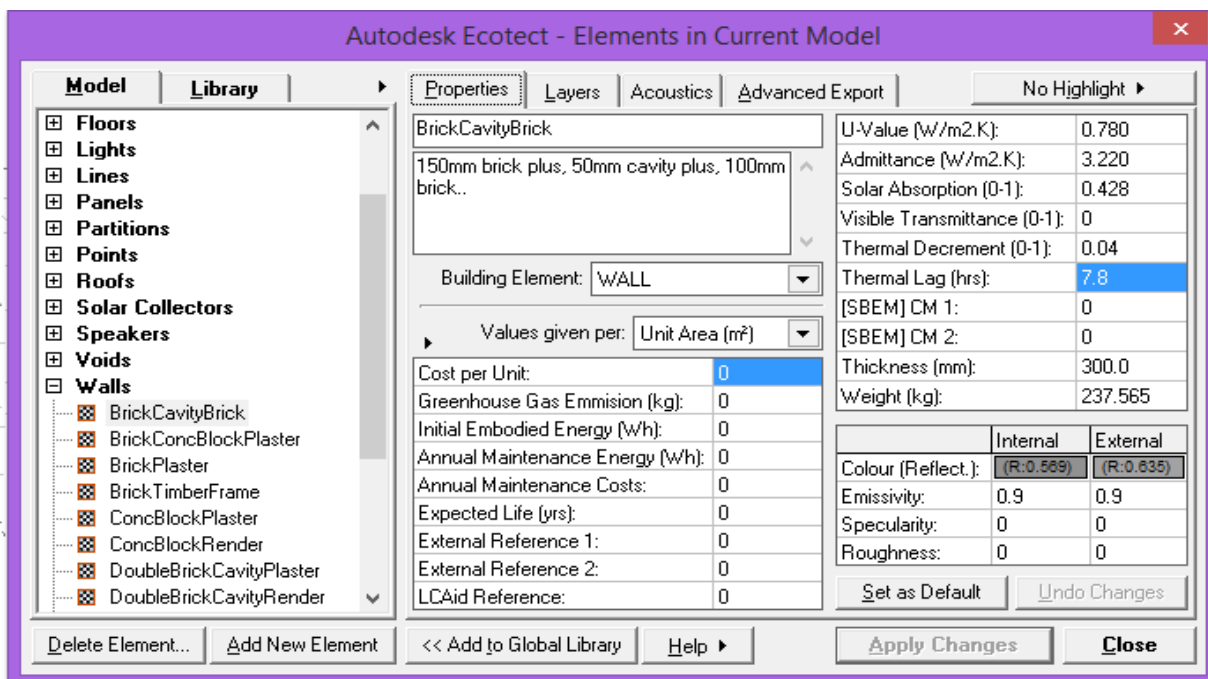 Autodesk Ecotect - Elements in Current Model
Model
Library
Floors
Lights
Lines
Panels
Partitions
Points
Roofs
Solar Collectors
Speakers
Voids
Walls
BrickCavityBrick
BrickConcBlockPlaster
BrickPlaster
BrickTimberFrame
ConcBlockPlaster
ConcBlockRender
DoubleBrickCavityPlaster
DoubleBrickCavityRender
Delete Element...
Add New Element
Properties
Layers
Acoustics
Advanced Export
No Highlight
BrickCavityBrick
150mm brick plus, 50mm cavity plus, 100mm
brick..
Building Element: WALL
Values given per: Unit Area (m²)
Cost per Unit: 0
Greenhouse Gas Emmision (kg): 0
Initial Embodied Energy (Wh): 0
Annual Maintenance Energy (Wh): 0
Annual Maintenance Costs: 0
Expected Life (yrs): 0
External Reference 1: 0
External Reference 2: 0
LCAid Reference: 0
U-Value (W/m2.K): 0.780
Admittance (W/m2.K): 3.220
Solar Absorption (0-1): 0.428
Visible Transmittance (0-1): 0
Thermal Decrement (0-1): 0.04
Thermal Lag (hrs): 7.8
[SBEM] CM 1: 0
[SBEM] CM 2: 0
Thickness (mm): 300.0
Weight (kg): 237.565
Internal External
Colour (Reflect.): (R:0.569) (R:0.635)
Emissivity: 0.9 0.9
Specularity: 0 0
Roughness: 0 0
Set as Default
Undo Changes
<< Add to Global Library
Help
Apply Changes
Close